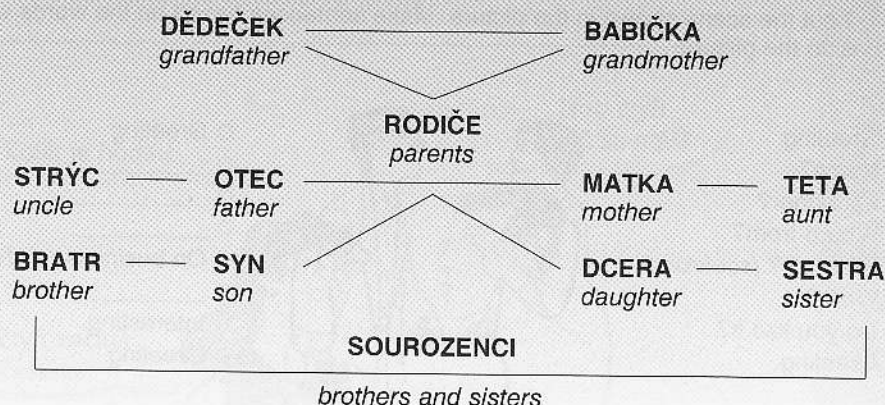 DĚDEČEK BABIČKA
grandfather grandmother
RODIČE
parents
STRÝC OTEC MATKA TETA
uncle father mother aunt
BRATR SYN DCERA SESTRA
brother son daughter sister
SOUROZENCI
brothers and sisters